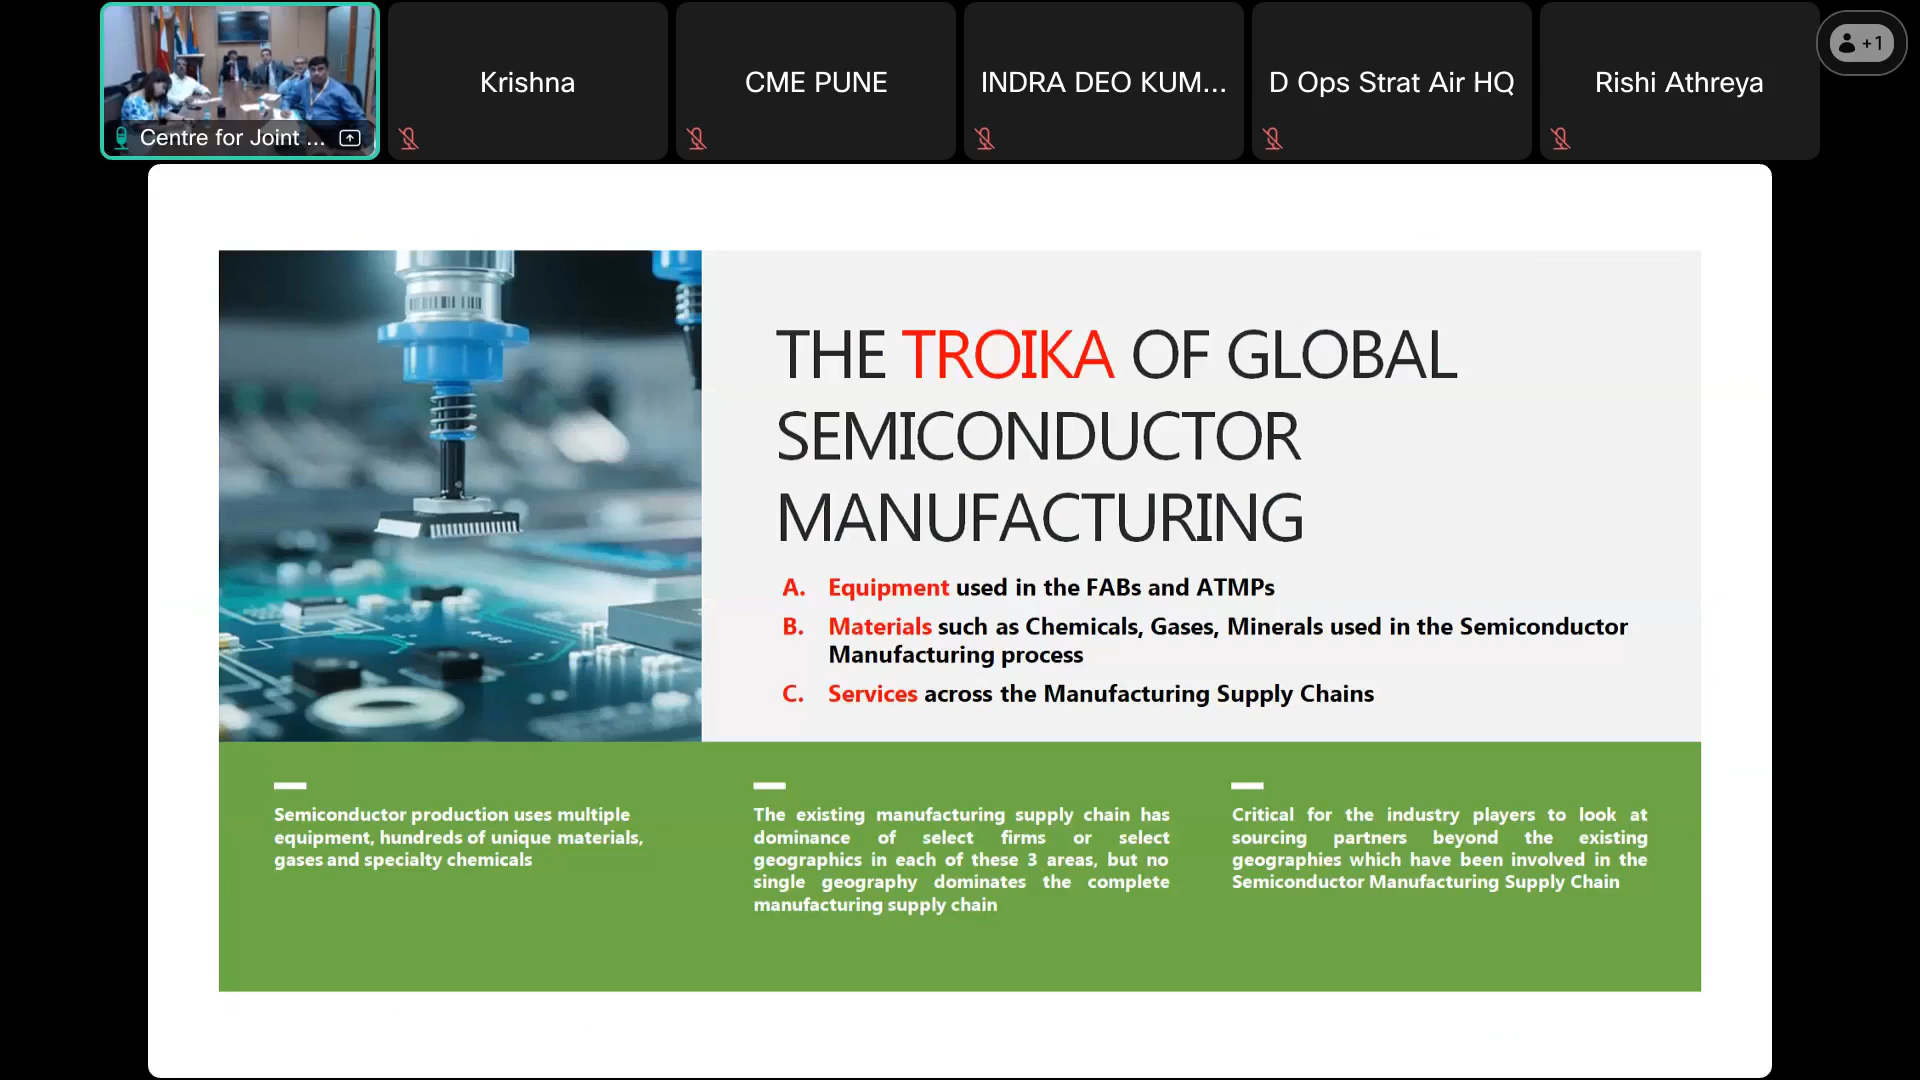 Centre for Joint ...
Krishna
CME PUNE
INDRA DEO KUM...
D Ops Strat Air HQ
Rishi Athreya
+1
THE TROIKA OF GLOBAL
SEMICONDUCTOR
MANUFACTURING
A. Equipment used in the FABs and ATMPs
B. Materials such as Chemicals, Gases, Minerals used in the Semiconductor
Manufacturing process
C. Services across the Manufacturing Supply Chains
Semiconductor production uses multiple
equipment, hundreds of unique materials,
gases and specialty chemicals
The existing manufacturing supply chain has
dominance of select firms or select
geographics in each of these 3 areas, but no
single geography dominates the complete
manufacturing supply chain
Critical for the industry players to look at
sourcing partners beyond the existing
geographies which have been involved in the
Semiconductor Manufacturing Supply Chain